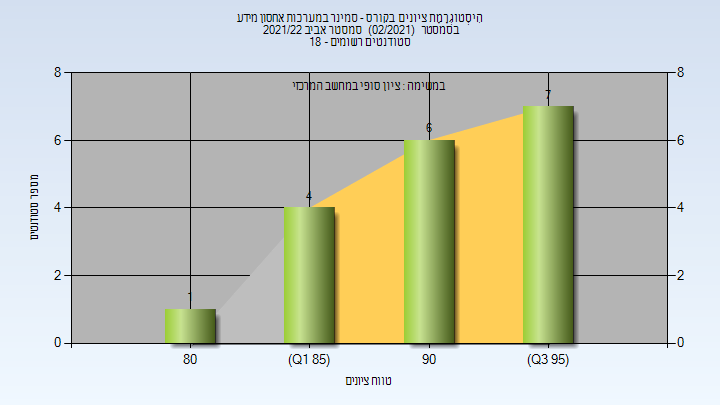 היסטוגרמת ציונים בקורס - סמינר במערכות אחסון מידע
בסמסטר (02/2021) סמסטר אביב 2021/22
סטודנטים רשומים - 18
במשימה : ציון סופי במחשב המרכזי
8 8
7
6 6 6
4 4 4
2 2
1
0 0
80 (Q1 85) 90 (Q3 95)
מספר סטודנטים
טווח ציונים